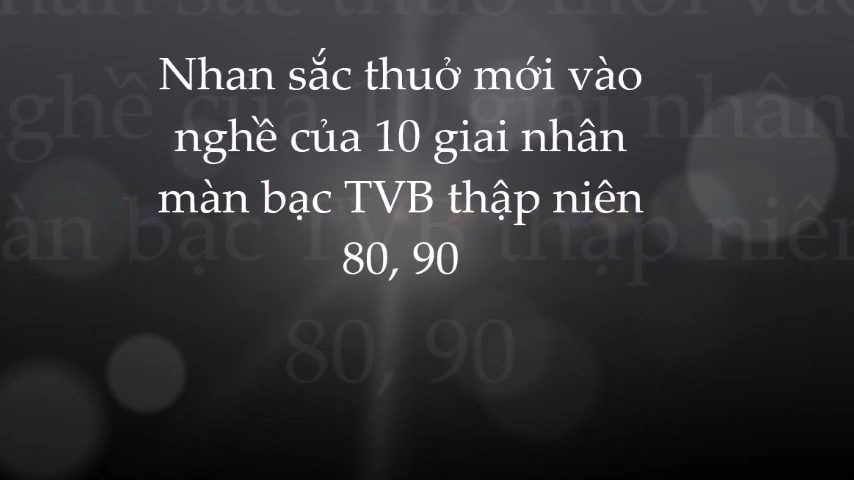 Nhan sắc thuở mới vào
nghề của 10 giai nhân
màn bạc TVB thập niên
80, 90